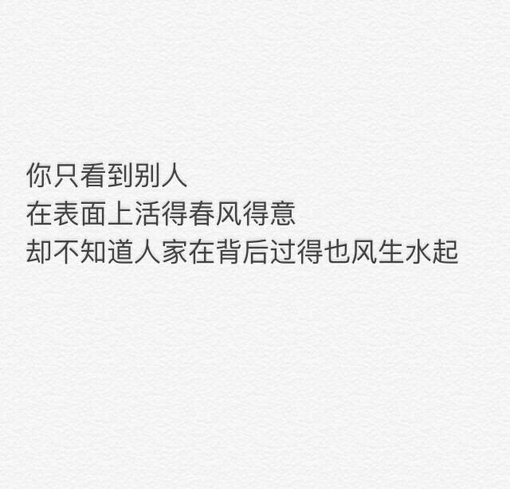 你只看到别人
在表面上活得春风得意
却不知道人家在背后过得也风生水起